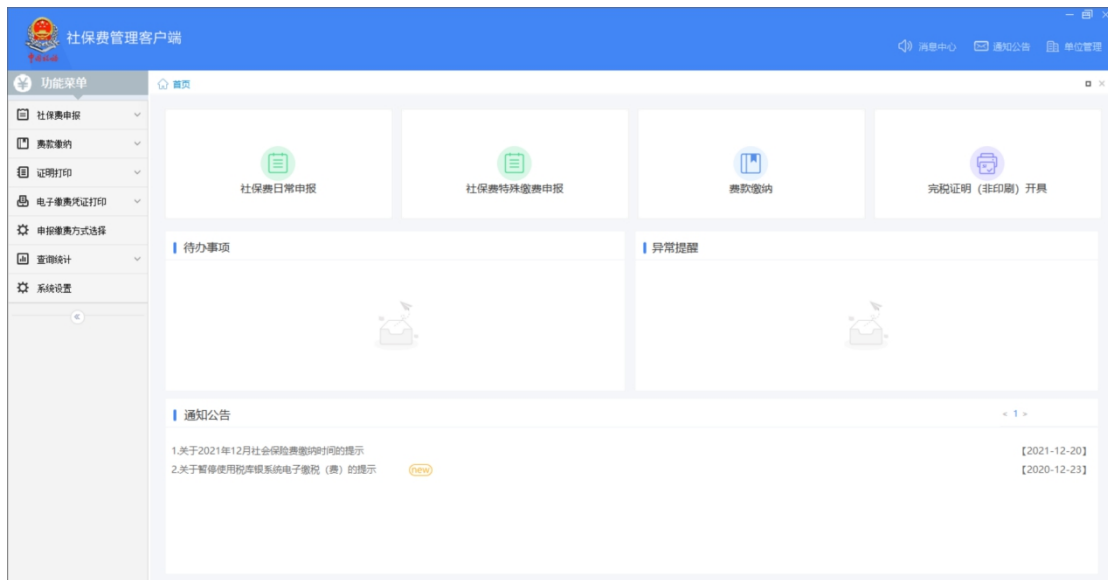 社保费管理客户端
中国税务
消息中心
通知公告
单位管理
功能菜单
首页
社保费申报
费款缴纳
证明打印
电子缴费凭证打印
申报缴费方式选择
查询统计
系统设置
社保费日常申报
社保费特殊缴费申报
费款缴纳
完税证明（非印刷）开具
待办事项
异常提醒
通知公告
< 1 >
1.关于2021年12月社会保险费缴纳时间的提示
【2021-12-20】
2.关于暂停使用税库银系统电子缴税（费）的提示 new
【2020-12-23】